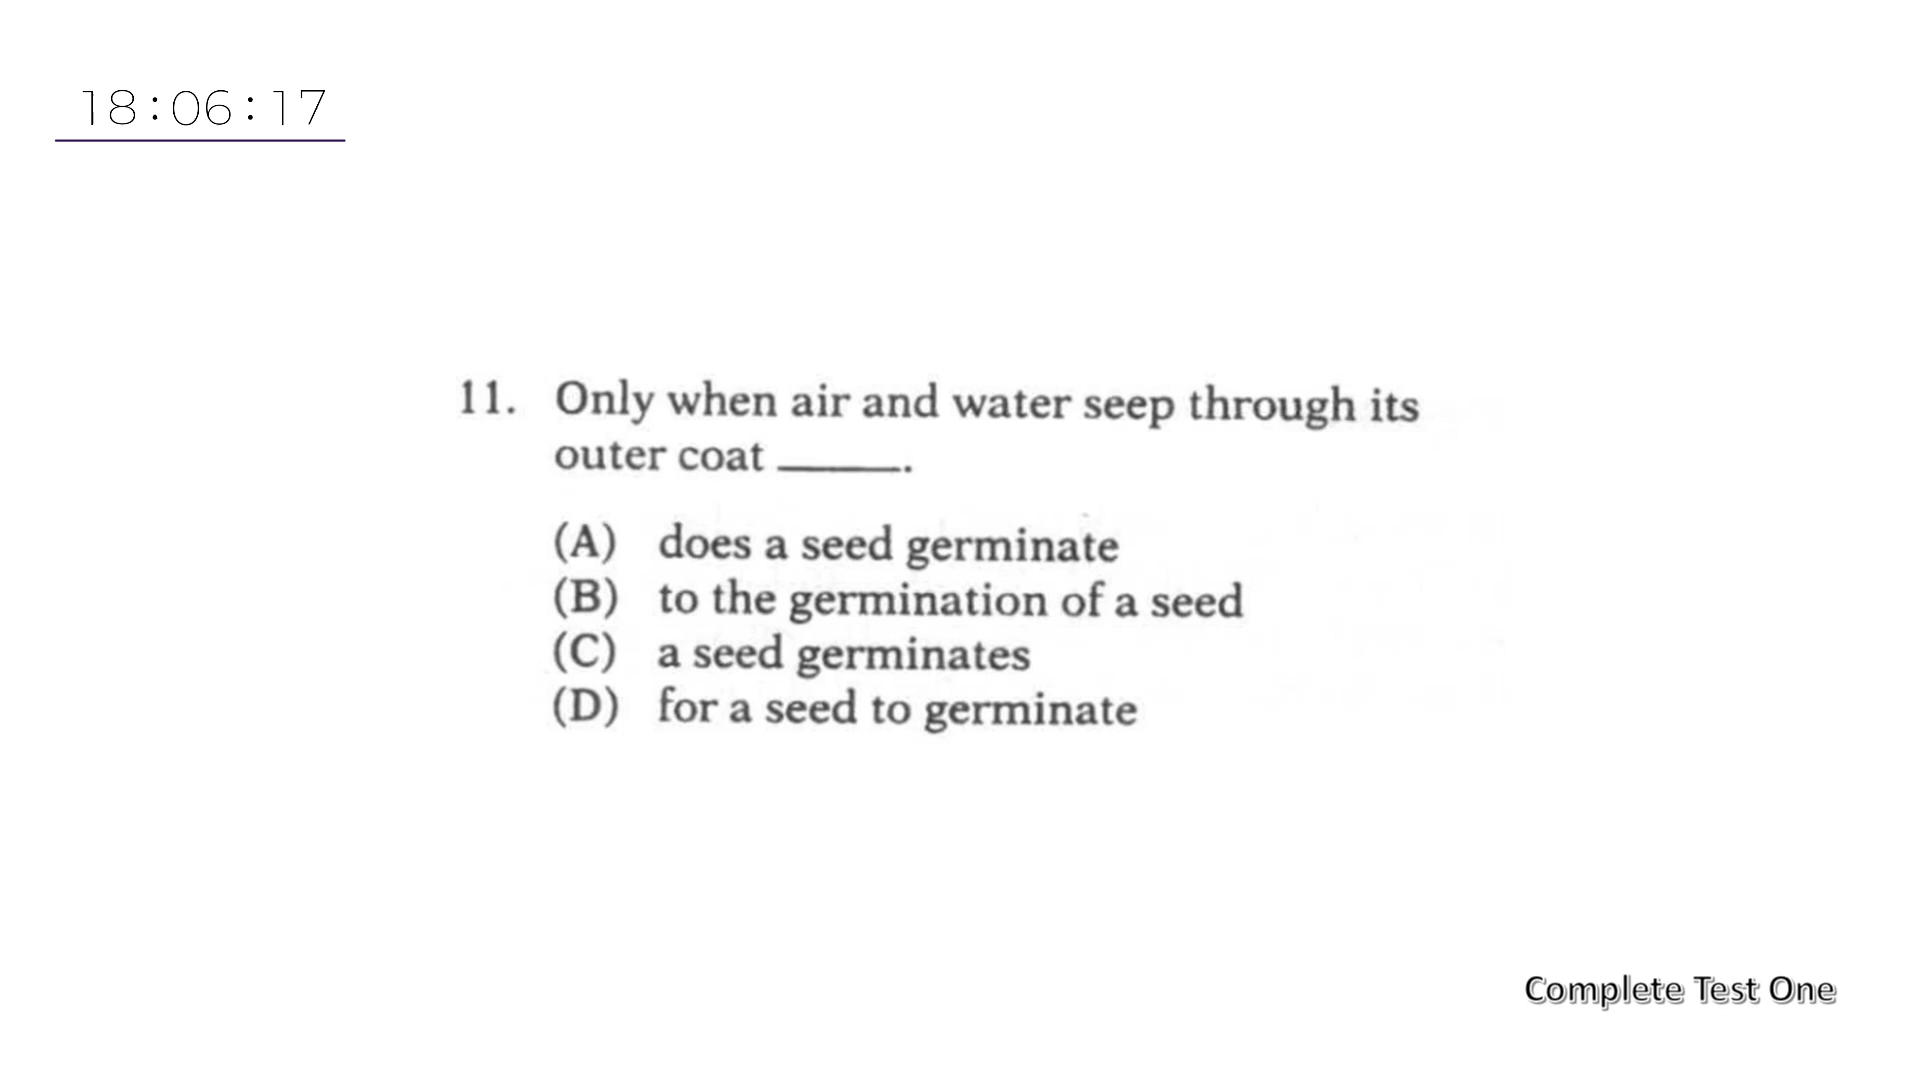 18:06:17
11. Only when air and water seep through its
outer coat ______.
(A) does a seed germinate
(B) to the germination of a seed
(C) a seed germinates
(D) for a seed to germinate
Complete Test One